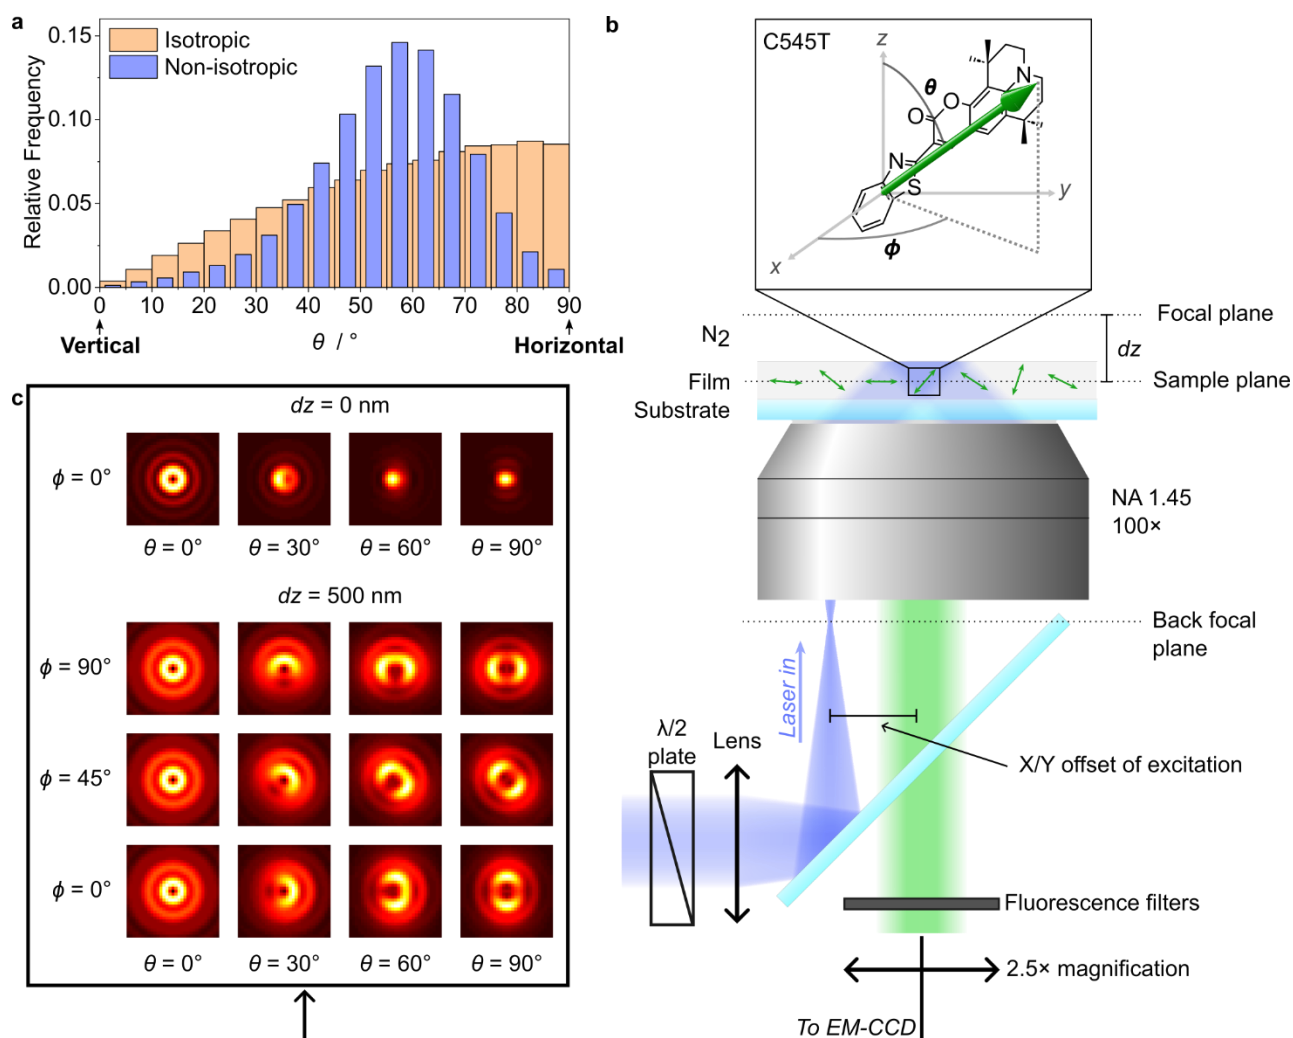 a
Isotropic
Non-isotropic
0.15
0.10
0.05
0.00
Relative Frequency
0 10 20 30 40 50 60 70 80 90
Vertical
θ / °
Horizontal
b
C545T
z
θ
O
O
N
N
S
y
x
ϕ
N2
Focal plane
dz
Film
Sample plane
Substrate
NA 1.45
100×
Back focal
plane
Laser in
λ/2
plate
Lens
X/Y offset of excitation
Fluorescence filters
2.5× magnification
To EM-CCD
c
dz = 0 nm
ϕ = 0°
θ = 0° θ = 30° θ = 60° θ = 90°
dz = 500 nm
ϕ = 90°
ϕ = 45°
ϕ = 0°
θ = 0° θ = 30° θ = 60° θ = 90°